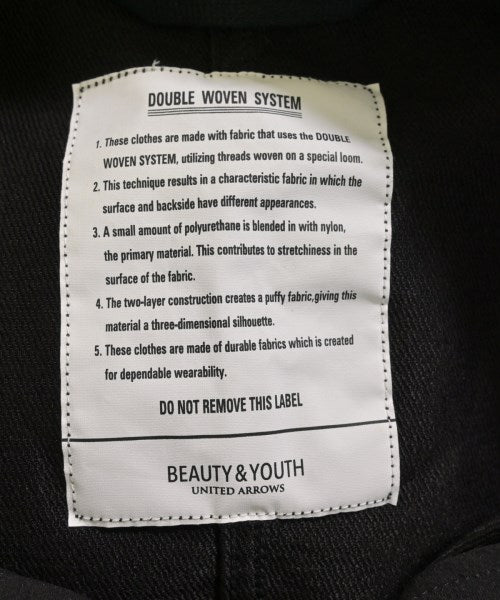 DOUBLE WOVEN SYSTEM
1. These clothes are made with fabric that uses the DOUBLE
WOVEN SYSTEM, utilizing threads woven on a special loom.
2. This technique results in a characteristic fabric in which the
surface and backside have different appearances.
3. A small amount of polyurethane is blended in with nylon,
the primary material. This contributes to stretchiness in the
surface of the fabric.
4. The two-layer construction creates a puffy fabric,giving this
material a three-dimensional silhouette.
5. These clothes are made of durable fabrics which is created
for dependable wearability.
DO NOT REMOVE THIS LABEL
BEAUTY & YOUTH
UNITED ARROWS